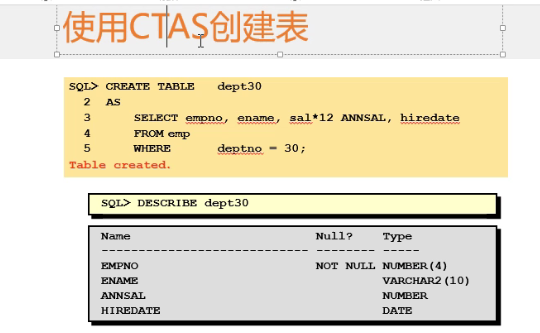 使用CTAS创建表
SQL> CREATE TABLE dept30
2 AS
3 SELECT empno, ename, sal*12 ANNSAL, hiredate
4 FROM emp
5 WHERE deptno = 30;
Table created.
SQL> DESCRIBE dept30
Name Null? Type
---------------------------- -------- -----
EMPNO NOT NULL NUMBER(4)
ENAME VARCHAR2(10)
ANNSAL NUMBER
HIREDATE DATE